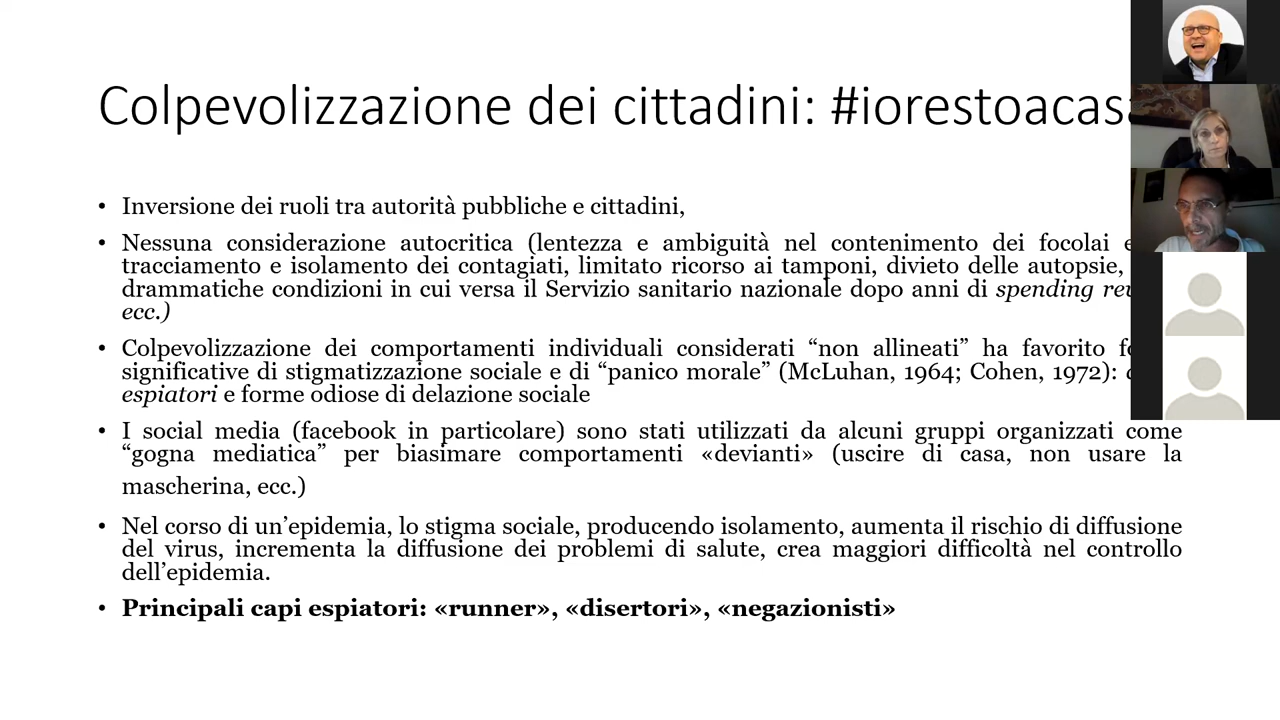 Colpevolizzazione dei cittadini: #iorestoacasa
• Inversione dei ruoli tra autorità pubbliche e cittadini,
• Nessuna considerazione autocritica (lentezza e ambiguità nel contenimento dei focolai
tracciamento e isolamento dei contagiati, limitato ricorso ai tamponi, divieto delle autopsie,
drammatiche condizioni in cui versa il Servizio sanitario nazionale dopo anni di spending
ecc.)
• Colpevolizzazione dei comportamenti individuali considerati “non allineati” ha favorito
significative di stigmatizzazione sociale e di “panico morale” (McLuhan, 1964; Cohen, 1972):
espiatori e forme odiose di delazione sociale
• I social media (facebook in particolare) sono stati utilizzati da alcuni gruppi organizzati come
“gogna mediatica” per biasimare comportamenti «devianti» (uscire di casa, non usare la
mascherina, ecc.)
• Nel corso di un’epidemia, lo stigma sociale, producendo isolamento, aumenta il rischio di diffusione
del virus, incrementa la diffusione dei problemi di salute, crea maggiori difficoltà nel controllo
dell’epidemia.
• Principali capi espiatori: «runner», «disertori», «negazionisti»